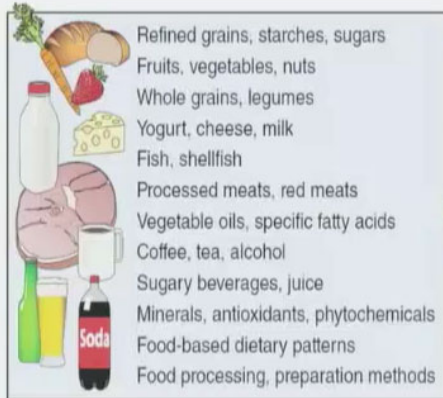 Refined grains, starches, sugars
Fruits, vegetables, nuts
Whole grains, legumes
Yogurt, cheese, milk
Fish, shellfish
Processed meats, red meats
Vegetable oils, specific fatty acids
Coffee, tea, alcohol
Sugary beverages, juice
Minerals, antioxidants, phytochemicals
Soda
Food-based dietary patterns
Food processing, preparation methods